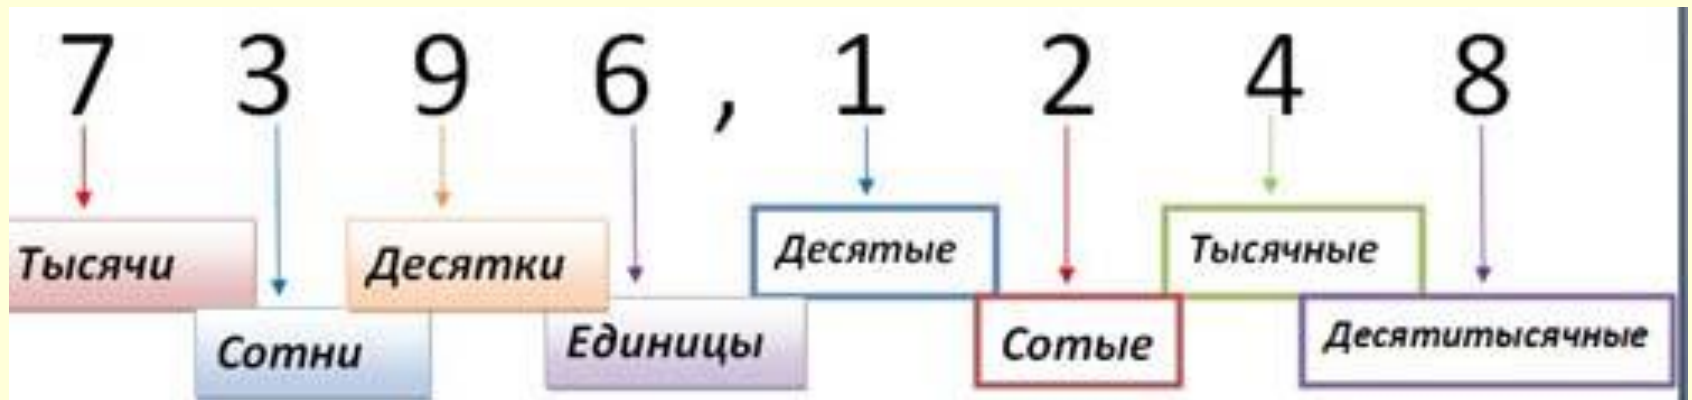 7 3 9 6 , 1 2 4 8
Тысячи Десятки Десятые Тысячные
Сотни Единицы Сотые Десятитысячные